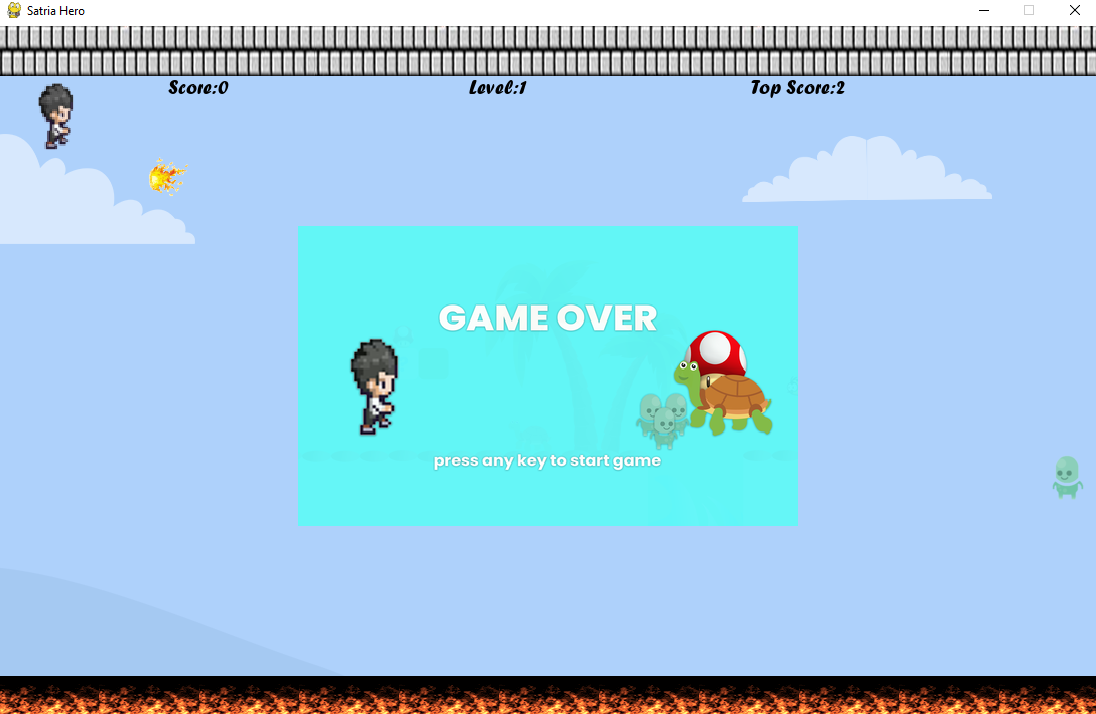 Satria Hero
Score:0
Level:1
Top Score:2
GAME OVER
press any key to start game